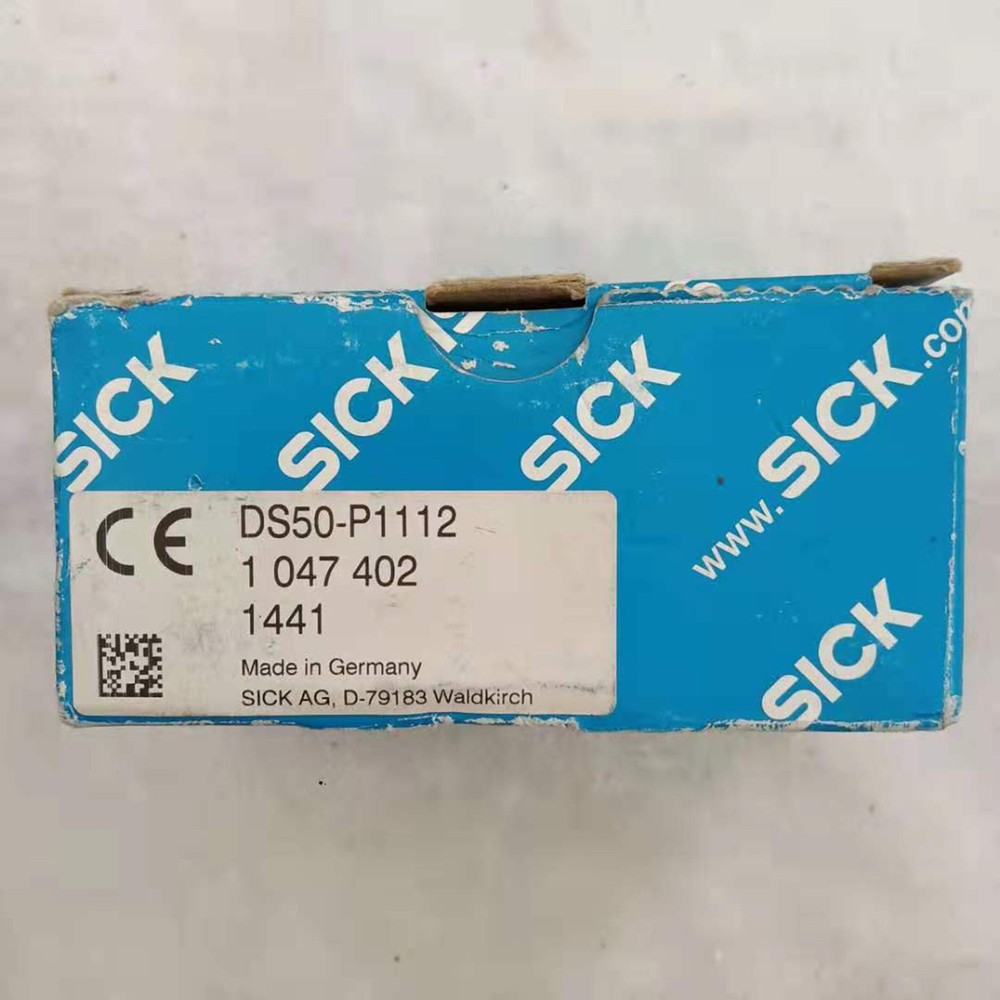 SICK
SICK
SICK
SICK
www.SICK.com
SICK
CE
DS50-P1112
1 047 402
1441
Made in Germany
SICK AG, D-79183 Waldkirch